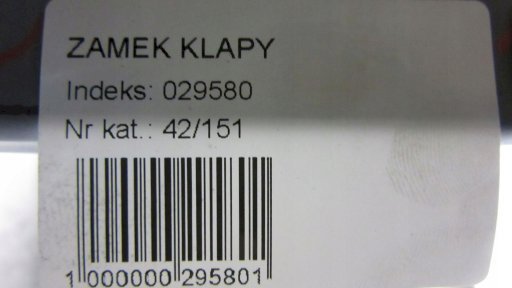 ZAMEK KLAPY
Indeks: 029580
Nr kat.: 42/151
1 000000 295801